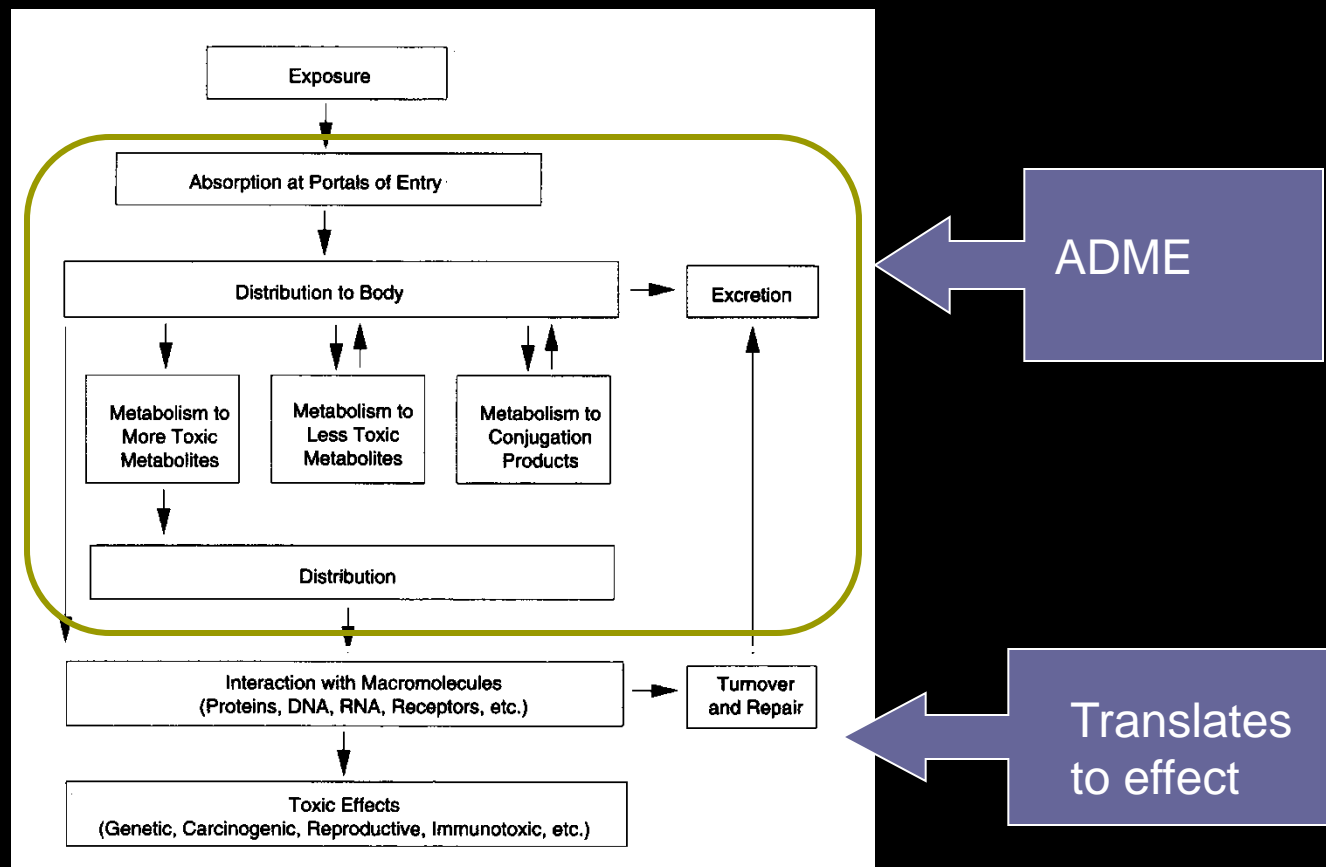 Exposure
Absorption at Portals of Entry
ADME
Distribution to Body
Excretion
Metabolism to
More Toxic
Metabolites
Metabolism to
Less Toxic
Metabolites
Metabolism to
Conjugation
Products
Distribution
Interaction with Macromolecules
(Proteins, DNA, RNA, Receptors, etc.)
Turnover
and Repair
Translates
to effect
Toxic Effects
(Genetic, Carcinogenic, Reproductive, Immunotoxic, etc.)